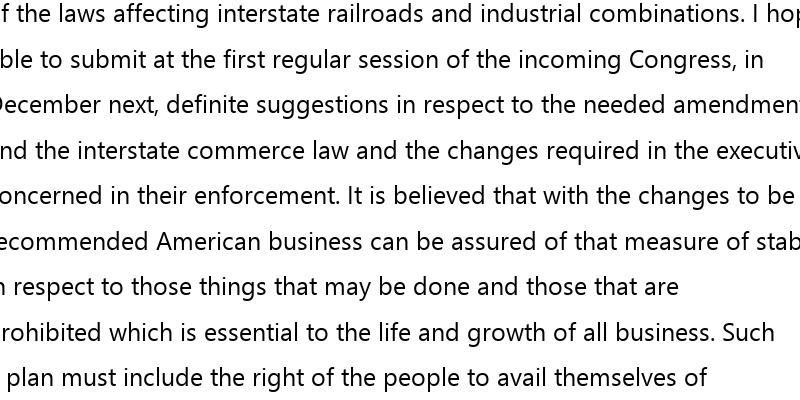 f the laws affecting interstate railroads and industrial combinations. I hop
ble to submit at the first regular session of the incoming Congress, in
December next, definite suggestions in respect to the needed amendment
nd the interstate commerce law and the changes required in the executiv
oncerned in their enforcement. It is believed that with the changes to be
ecommended American business can be assured of that measure of stab
n respect to those things that may be done and those that are
rohibited which is essential to the life and growth of all business. Such
plan must include the right of the people to avail themselves of